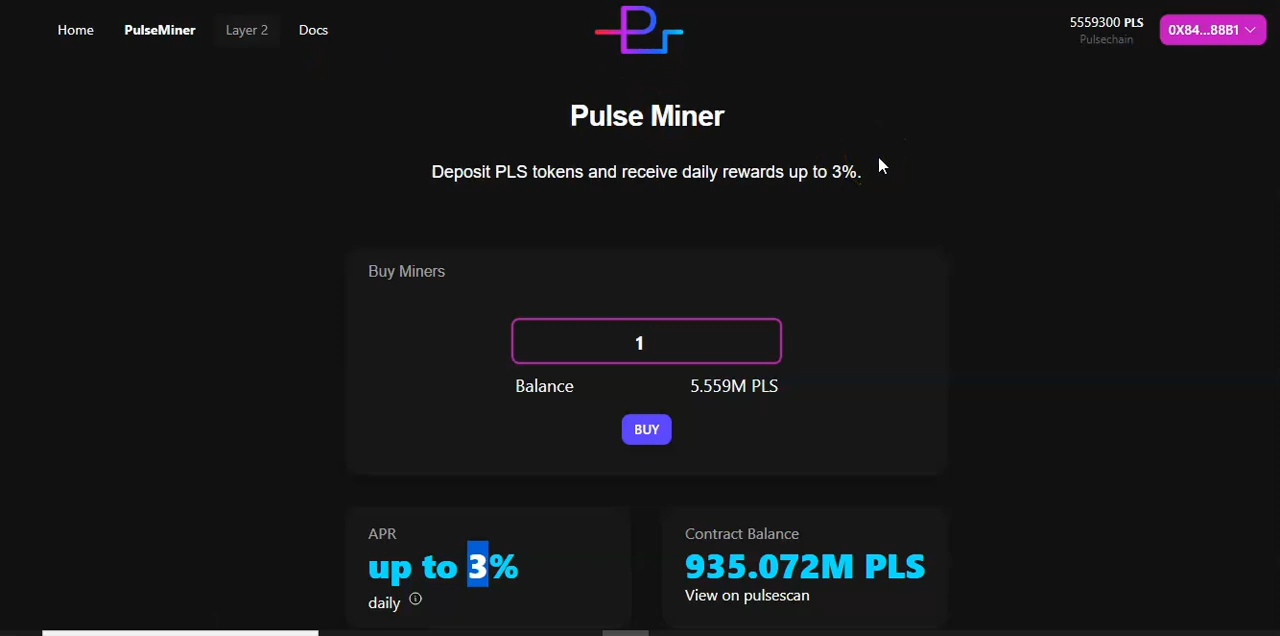 Home PulseMiner Layer 2 Docs
5559300 PLS
Pulsechain
0X84...88B1
Pulse Miner
Deposit PLS tokens and receive daily rewards up to 3%.
Buy Miners
1
Balance 5.559M PLS
BUY
APR
up to 3%
daily
Contract Balance
935.072M PLS
View on pulsescan